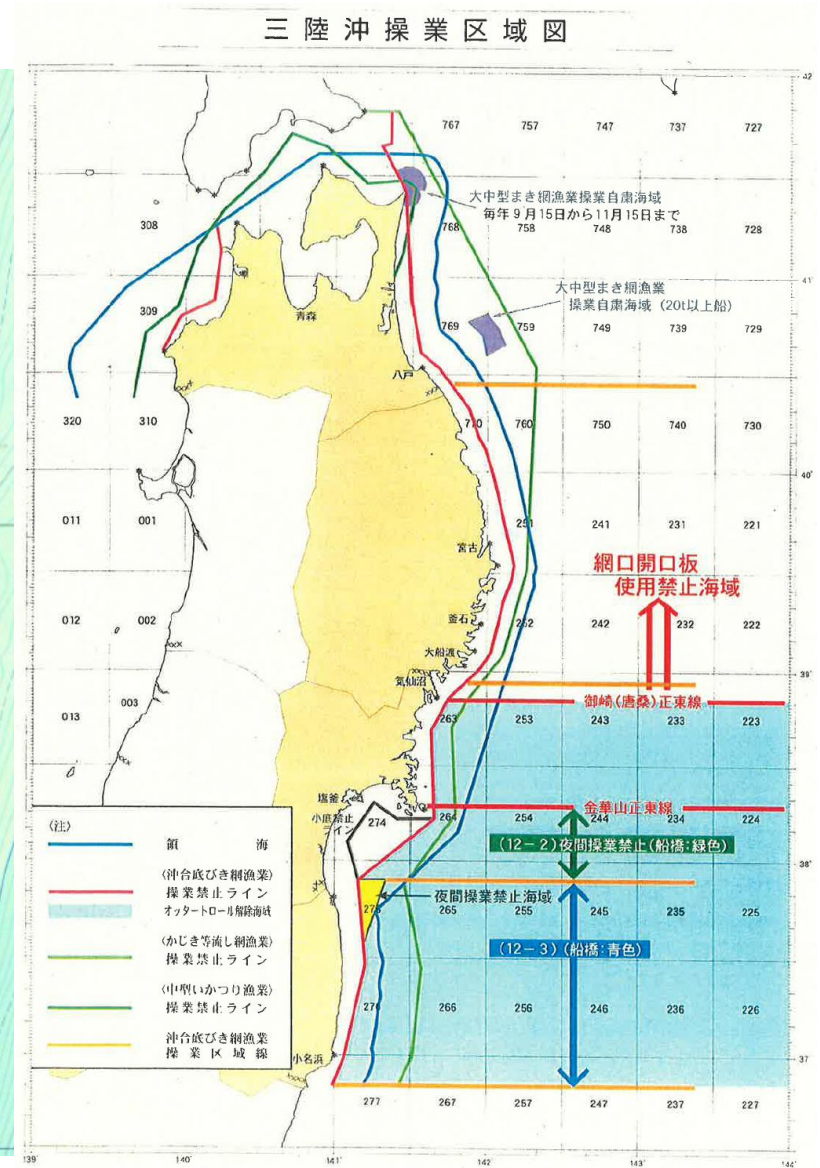 三陸沖操業区域図
42
767 757 747 737 727
大中型まき網漁業操業自粛海域
毎年9月15日から11月15日まで
308
768 758 748 738 728
41
大中型まき網漁業
操業自粛海域(20t以上船)
309
青森
769 759 749 739 729
八戸
320 310
770 760 750 740 730
40
011 001
251 241 231 221
宮古
網口開口板
使用禁止海域
釜石
012 002
262 242 232 222
大船渡
気仙沼
39
御崎(唐桑)正東線
013 003
263 253 243 233 223
塩釜
金華山正東線
小底禁止
ライン
274 264 254 244 234 224
(12-2)夜間操業禁止(船橋:緑色)
38
夜間操業禁止海域
275 265 255 245 235 225
(12-3)(船橋:青色)
276 266 256 246 236 226
小名浜
37
277 267 257 247 237 227
〈注〉
領海
〈沖合底びき網漁業〉
操業禁止ライン
オッタートロール解除海域
〈かじき等流し網漁業〉
操業禁止ライン
〈中型いかつり漁業〉
操業禁止ライン
沖合底びき網漁業
操業区域線
139 140 141 142 143 144